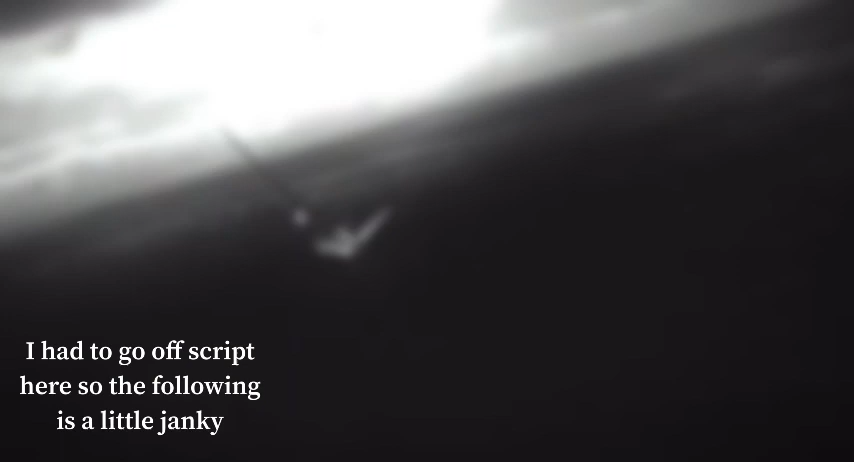 I had to go off script
here so the following
is a little janky